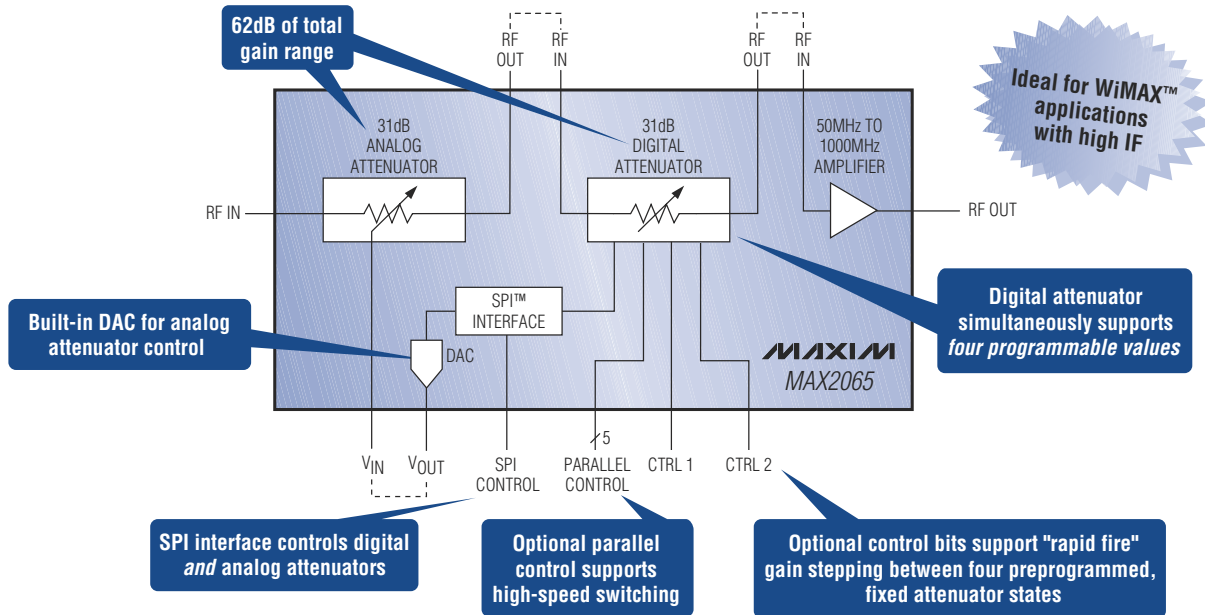 62dB of total
gain range
RF
OUT
RF
IN
RF
OUT
RF
IN
Ideal for WiMAX™
applications
with high IF
31dB
ANALOG
ATTENUATOR
31dB
DIGITAL
ATTENUATOR
50MHz TO
1000MHz
AMPLIFIER
RF IN
RF OUT
Built-in DAC for analog
attenuator control
SPI™
INTERFACE
DAC
Digital attenuator
simultaneously supports
four programmable values
MAXIM
MAX2065
5
VIN
VOUT
SPI
CONTROL
PARALLEL
CONTROL
CTRL 1
CTRL 2
SPI interface controls digital
and analog attenuators
Optional parallel
control supports
high-speed switching
Optional control bits support "rapid fire"
gain stepping between four preprogrammed,
fixed attenuator states